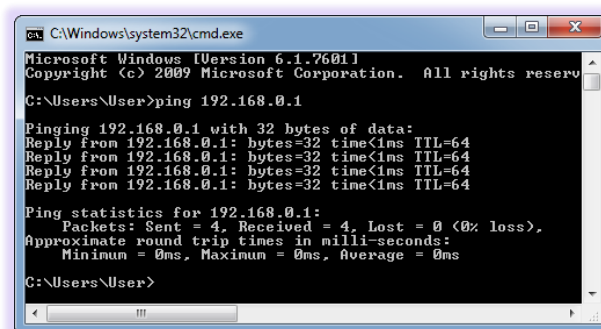 C:\Windows\system32\cmd.exe
Microsoft Windows [Version 6.1.7601]
Copyright (c) 2009 Microsoft Corporation.  All rights reserv
C:\Users\User>ping 192.168.0.1
Pinging 192.168.0.1 with 32 bytes of data:
Reply from 192.168.0.1: bytes=32 time<1ms TTL=64
Reply from 192.168.0.1: bytes=32 time<1ms TTL=64
Reply from 192.168.0.1: bytes=32 time<1ms TTL=64
Reply from 192.168.0.1: bytes=32 time<1ms TTL=64
Ping statistics for 192.168.0.1:
    Packets: Sent = 4, Received = 4, Lost = 0 (0% loss),
Approximate round trip times in milli-seconds:
    Minimum = 0ms, Maximum = 0ms, Average = 0ms
C:\Users\User>